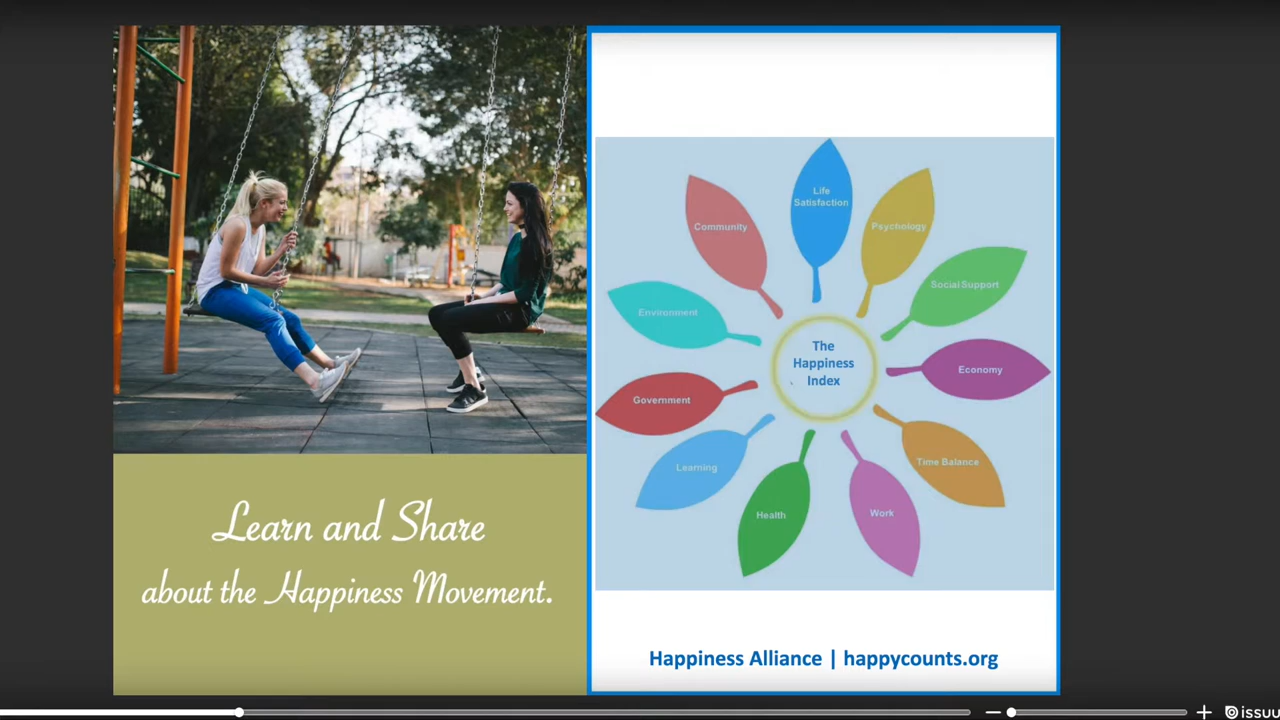 Learn and Share
about the Happiness Movement.
Life
Satisfaction
Psychology
Social Support
Economy
Time Balance
Work
Health
Learning
Government
Environment
Community
The
Happiness
Index
Happiness Alliance | happycounts.org
issuu